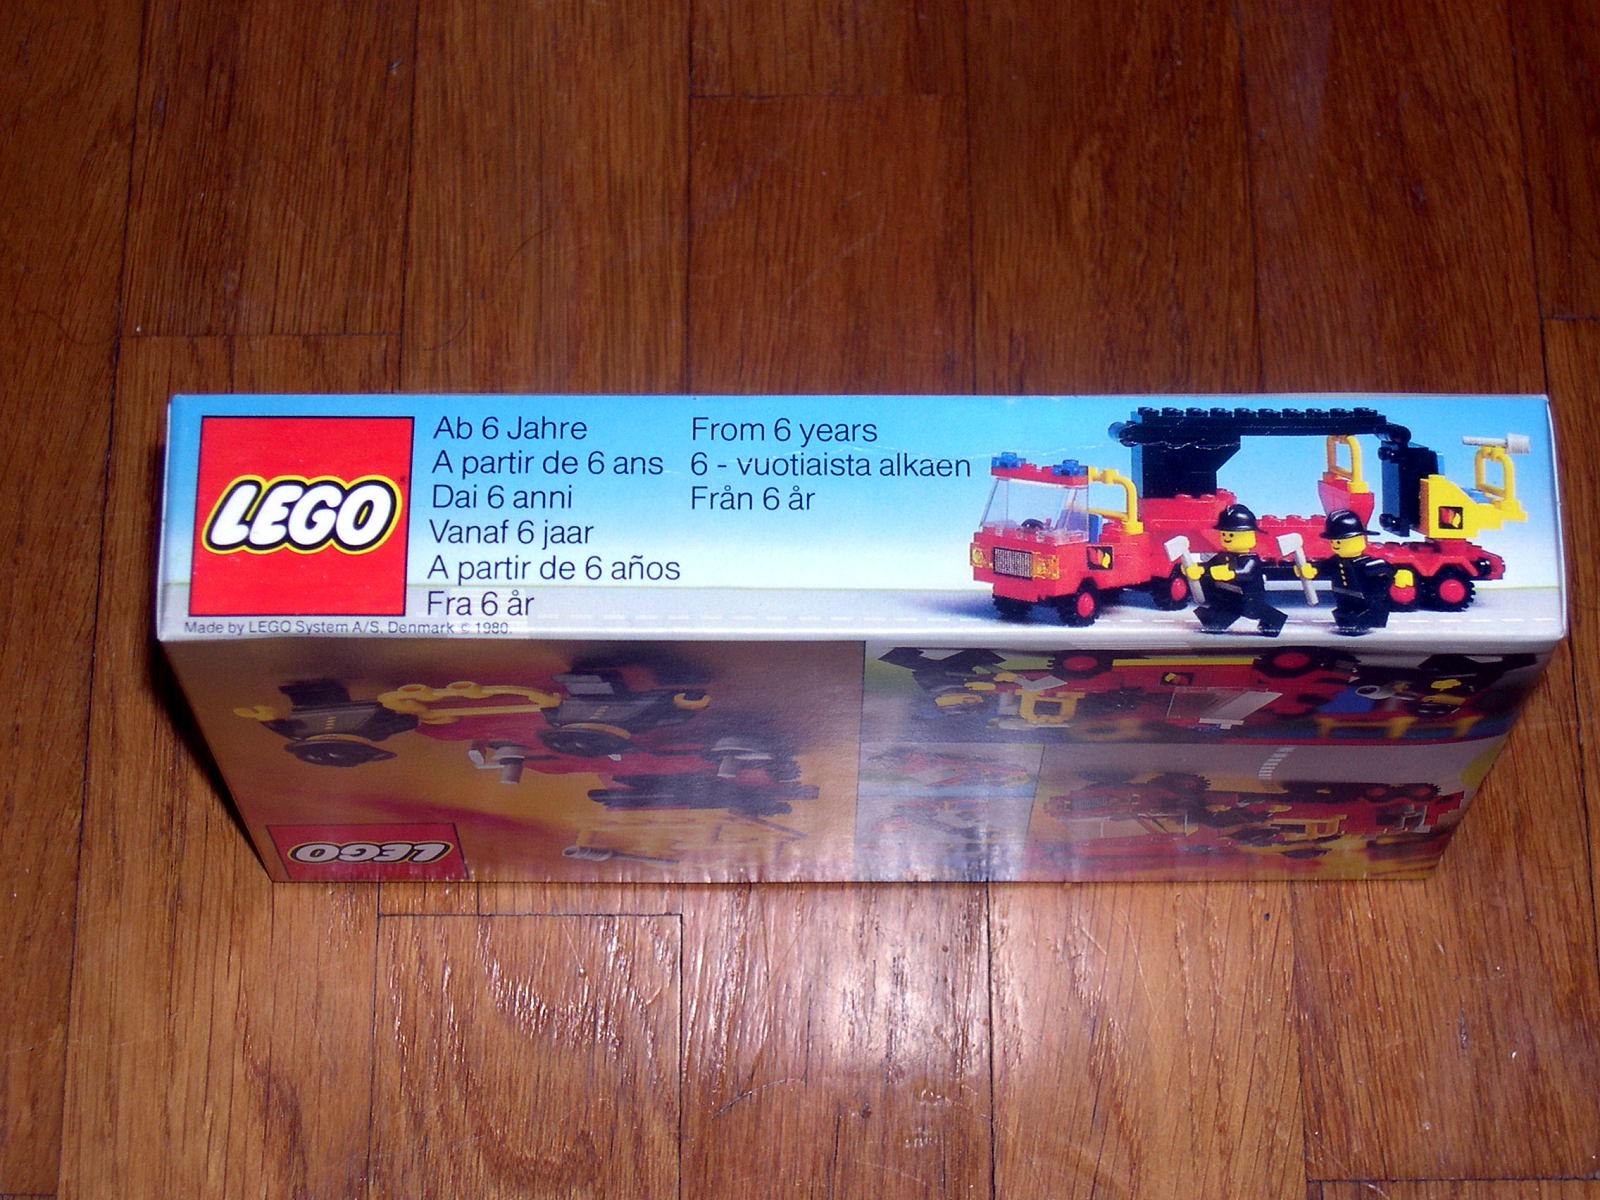 LEGO
Ab 6 Jahre
A partir de 6 ans
Dai 6 anni
Vanaf 6 jaar
A partir de 6 años
Fra 6 år
From 6 years
6 - vuotiaista alkaen
Från 6 år
Made by LEGO System A/S, Denmark © 1980.
LEGO